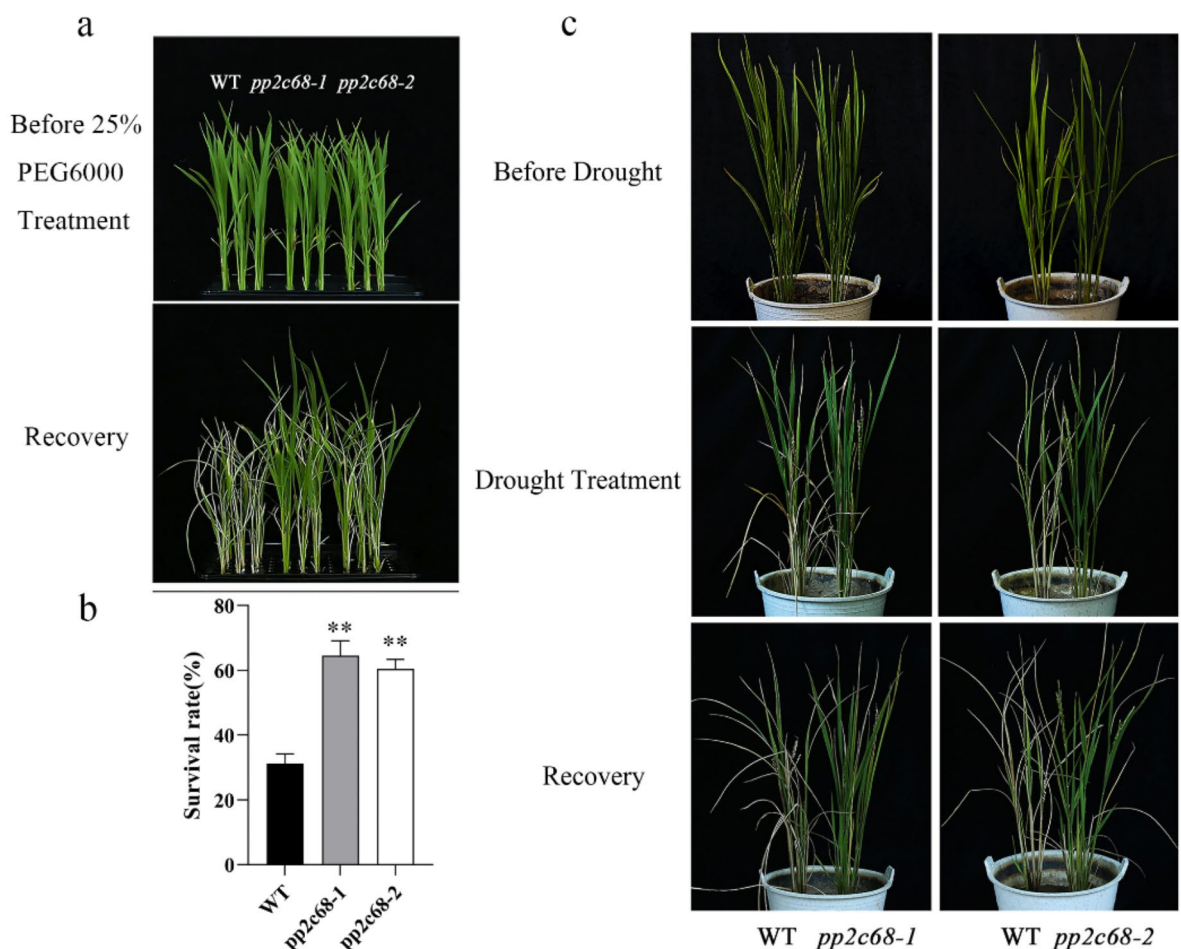 a
WT pp2c68-1 pp2c68-2
Before 25%
PEG6000
Treatment
Recovery
b
80
60
40
20
0
Survival rate(%)
**
**
WT
pp2c68-1
pp2c68-2
c
Before Drought
Drought Treatment
Recovery
WT pp2c68-1
WT pp2c68-2